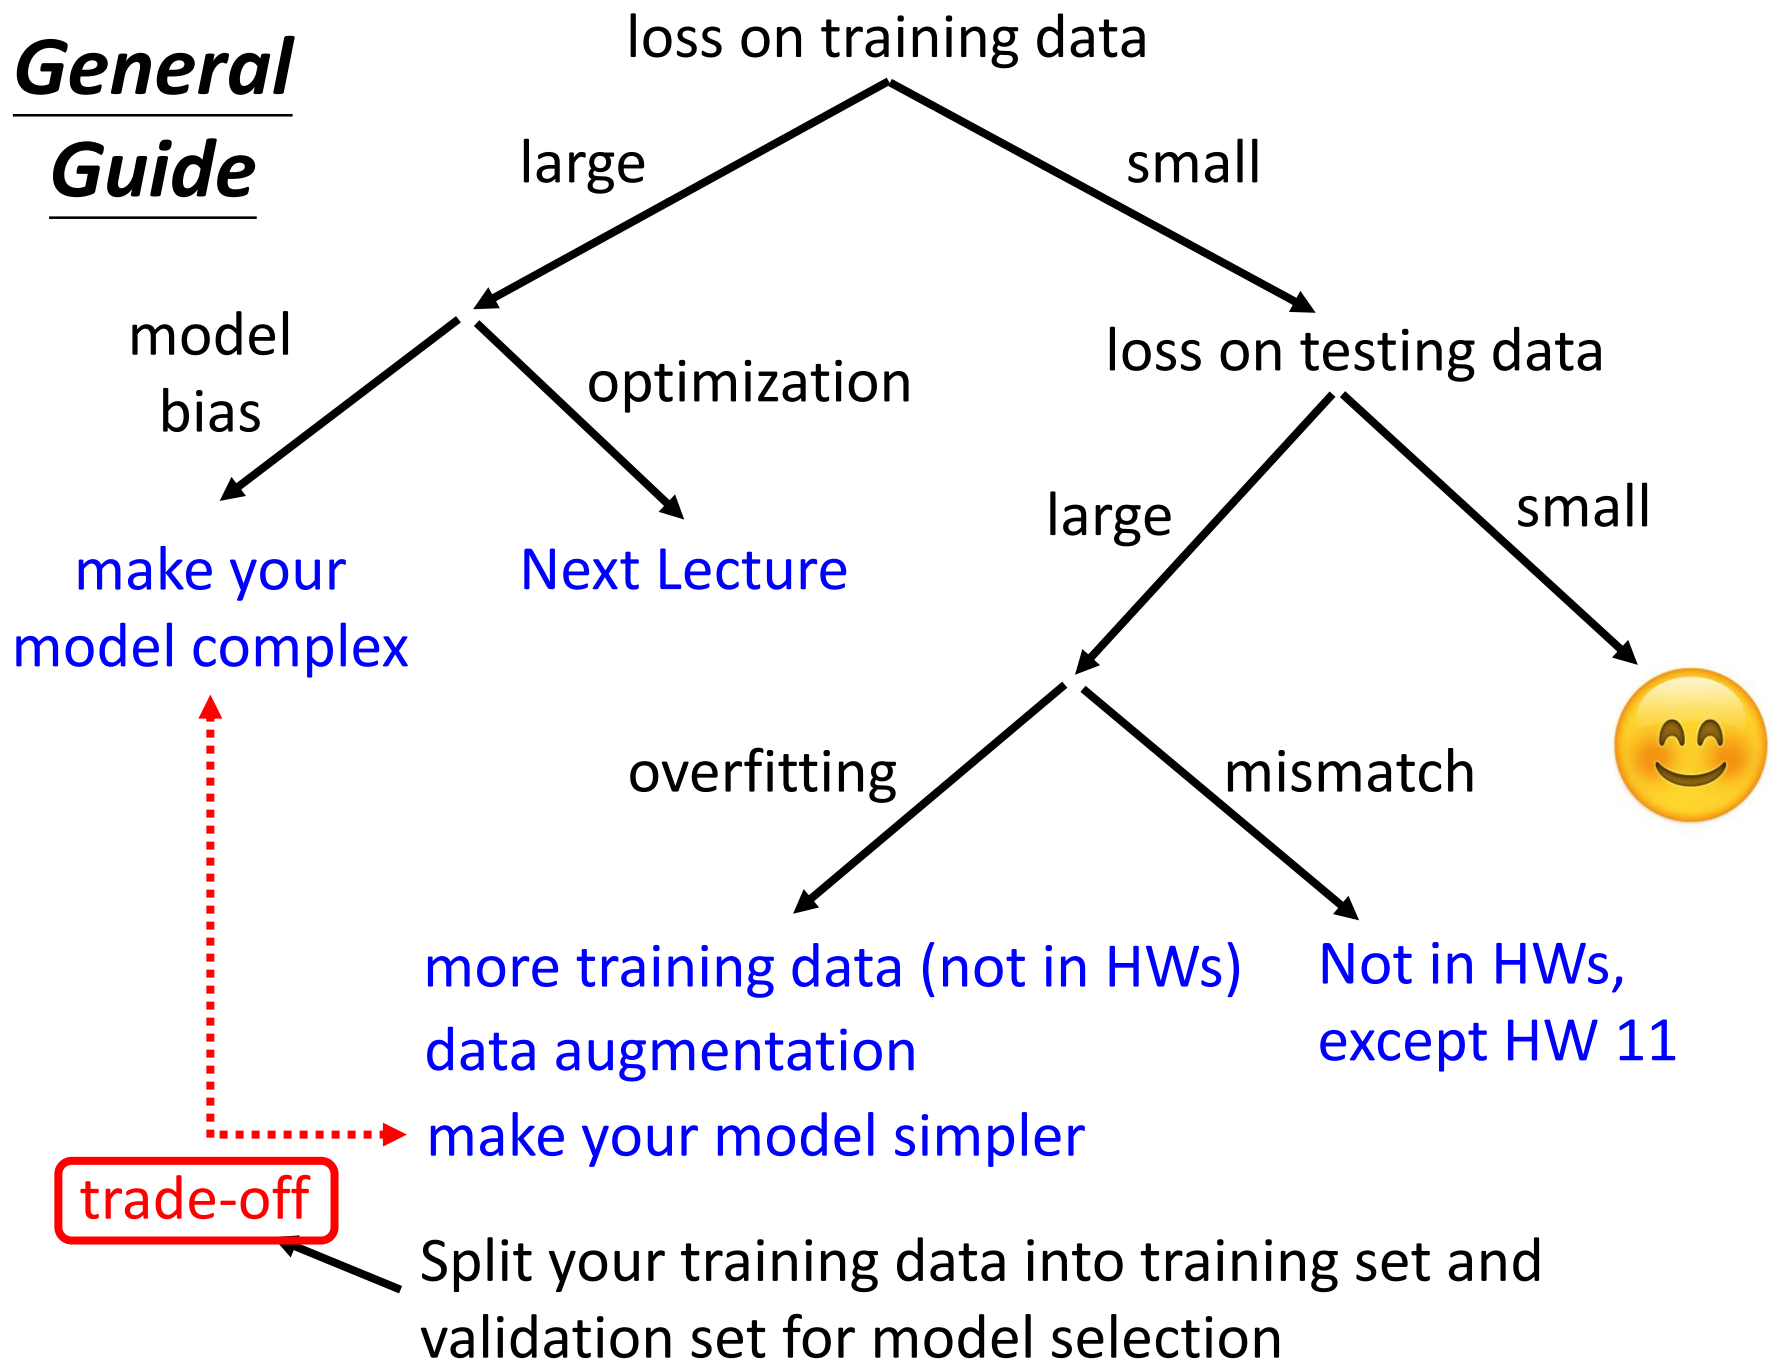 General
Guide
loss on training data
large
small
model
bias
optimization
loss on testing data
make your
model complex
Next Lecture
large
small
overfitting
mismatch
more training data (not in HWs)
data augmentation
make your model simpler
Not in HWs,
except HW 11
trade-off
Split your training data into training set and
validation set for model selection